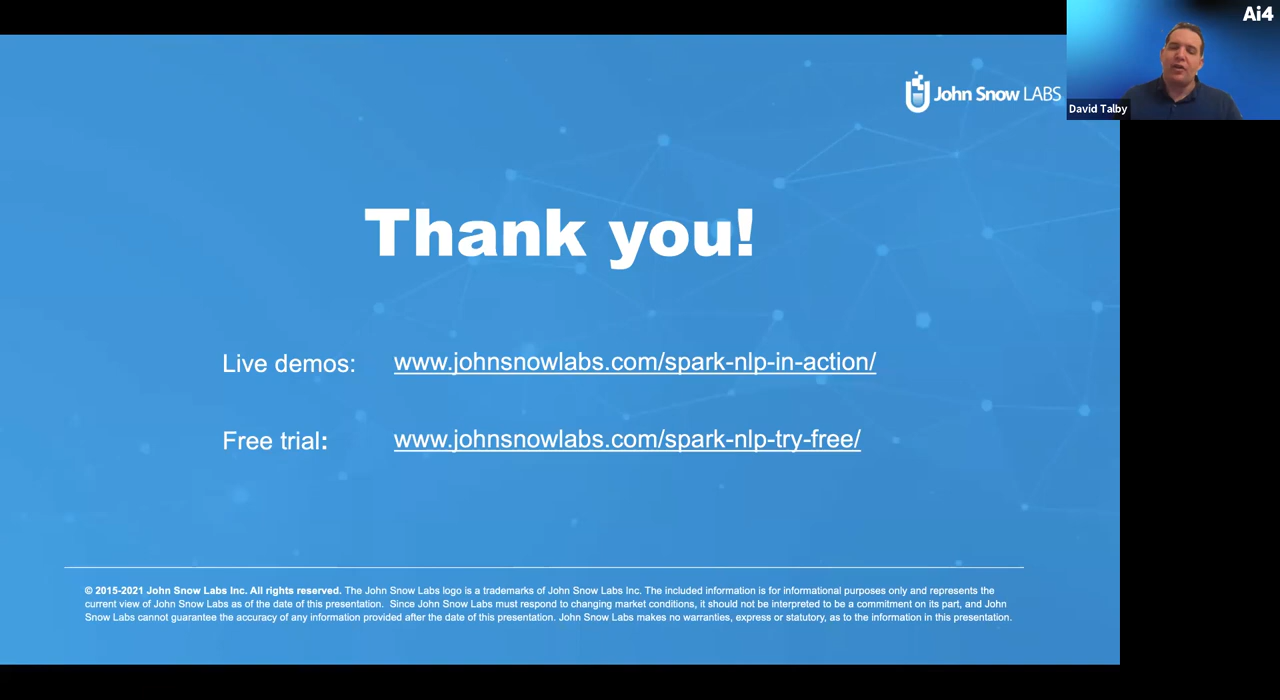 Ai4
John Snow LABS
David Talby
Thank you!
Live demos: www.johnsnowlabs.com/spark-nlp-in-action/
Free trial: www.johnsnowlabs.com/spark-nlp-try-free/
© 2015-2021 John Snow Labs Inc. All rights reserved. The John Snow Labs logo is a trademarks of John Snow Labs Inc. The included information is for informational purposes only and represents the
current view of John Snow Labs as of the date of this presentation. Since John Snow Labs must respond to changing market conditions, it should not be interpreted to be a commitment on its part, and John
Snow Labs cannot guarantee the accuracy of any information provided after the date of this presentation. John Snow Labs makes no warranties, express or statutory, as to the information in this presentation.